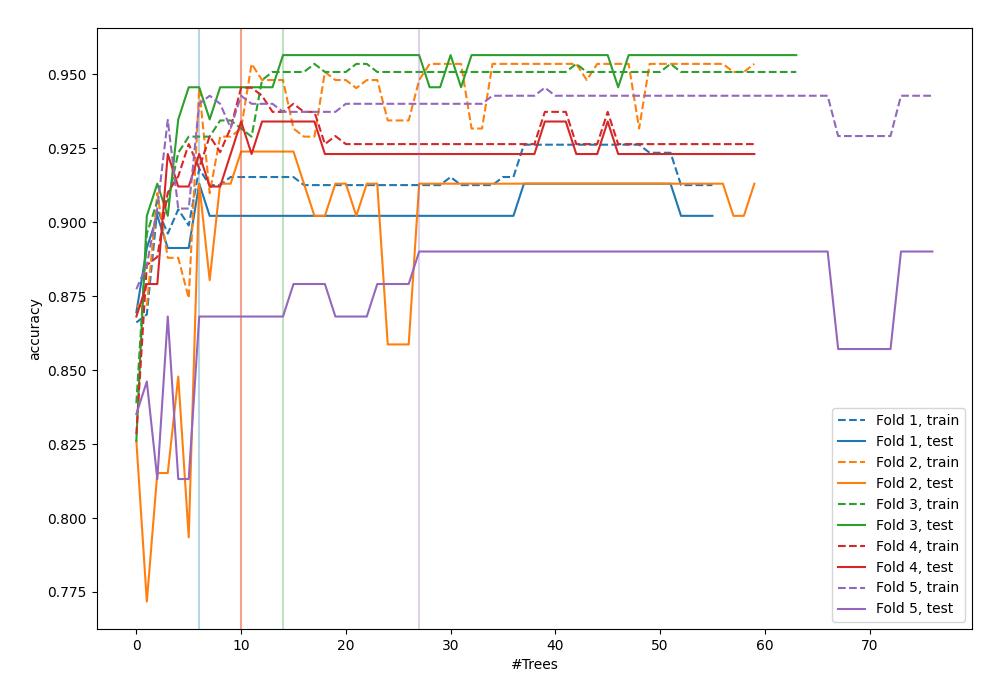 0.950
0.925
0.900
0.875
0.850
0.825
0.800
0.775
accuracy
0 10 20 30 40 50 60 70
#Trees
Fold 1, train
Fold 1, test
Fold 2, train
Fold 2, test
Fold 3, train
Fold 3, test
Fold 4, train
Fold 4, test
Fold 5, train
Fold 5, test